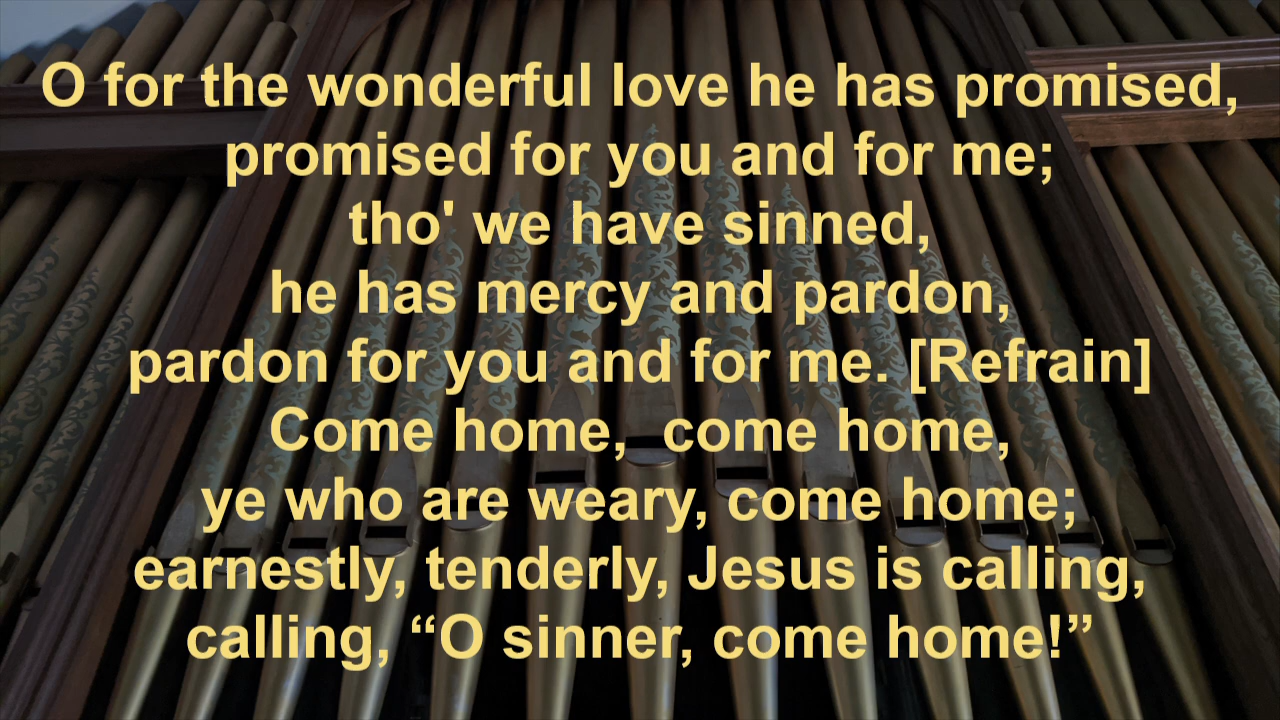 O for the wonderful love he has promised,
promised for you and for me;
tho' we have sinned,
he has mercy and pardon,
pardon for you and for me. [Refrain]
Come home,  come home,
ye who are weary, come home;
earnestly, tenderly, Jesus is calling,
calling, “O sinner, come home!”